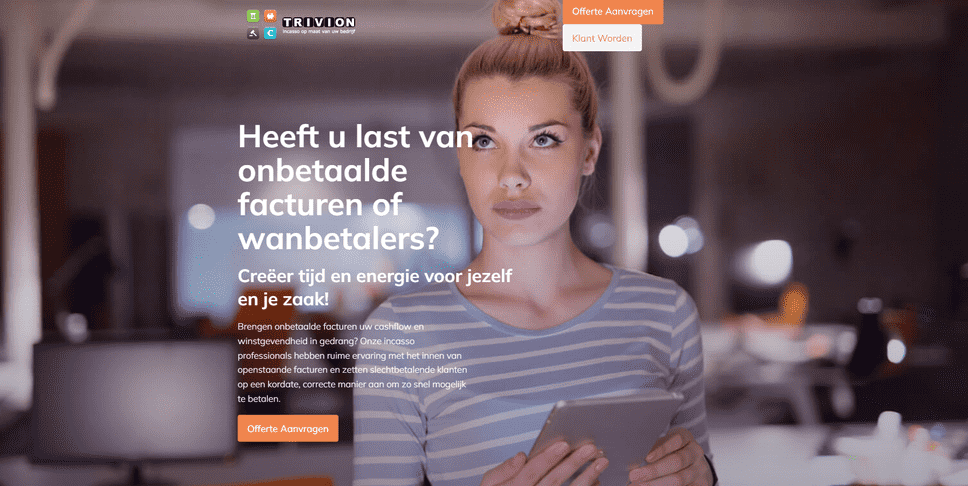 TRIVION
incasso op maat van uw bedrijf
Offerte Aanvragen
Klant Worden
Heeft u last van
onbetaalde
facturen of
wanbetalers?
Creëer tijd en energie voor jezelf
en je zaak!
Brengen onbetaalde facturen uw cashflow en
winstgevendheid in gedrang? Onze incasso
professionals hebben ruime ervaring met het innen van
openstaande facturen en zetten slechtbetalende klanten
op een kordate, correcte manier aan om zo snel mogelijk
te betalen.
Offerte Aanvragen